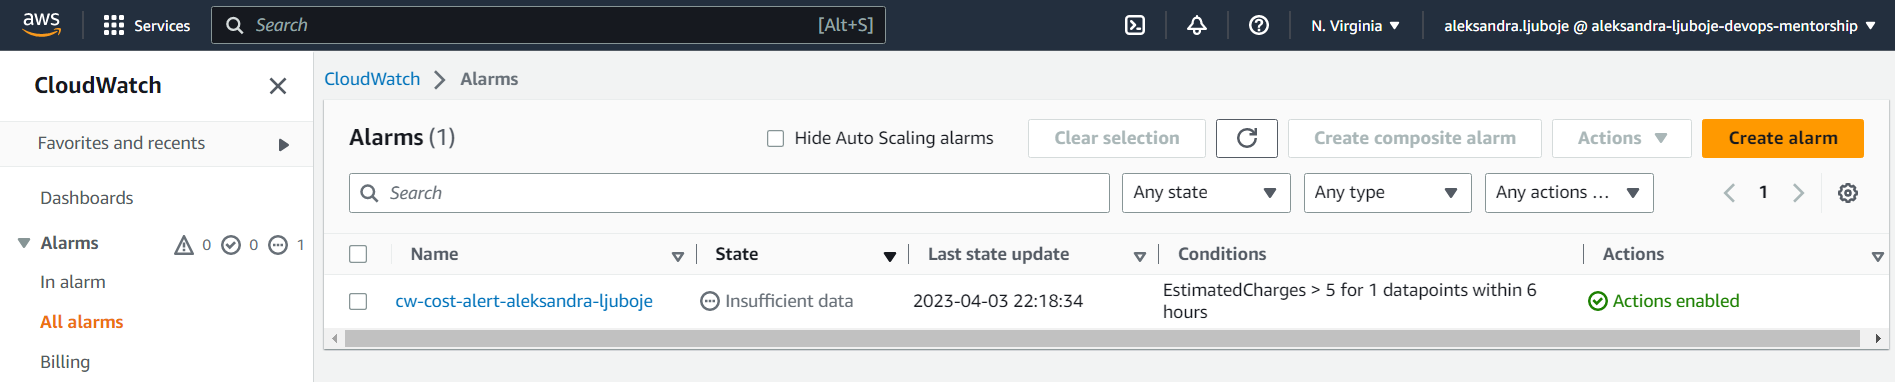 aws
Services
Search
[Alt+S]
N. Virginia
aleksandra.ljuboje @ aleksandra-ljuboje-devops-mentorship
CloudWatch
Favorites and recents
Dashboards
Alarms 0 0 1
In alarm
All alarms
Billing
CloudWatch
Alarms
Alarms (1)
Hide Auto Scaling alarms
Clear selection
Create composite alarm
Actions
Create alarm
Search
Any state
Any type
Any actions ...
1
Name
State
Last state update
Conditions
Actions
cw-cost-alert-aleksandra-ljuboje
Insufficient data
2023-04-03 22:18:34
EstimatedCharges > 5 for 1 datapoints within 6
hours
Actions enabled